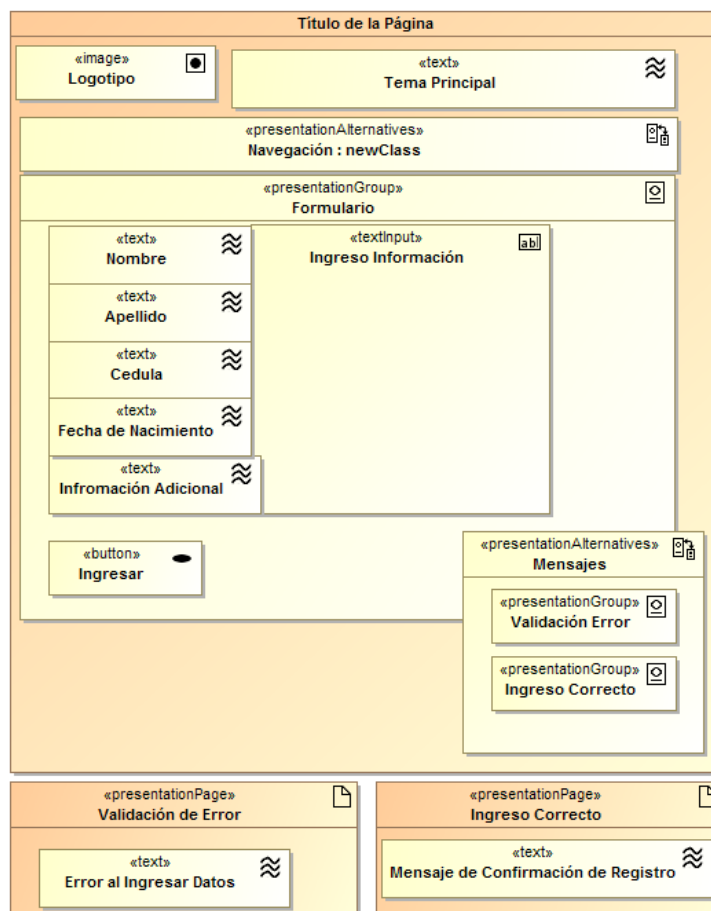 Título de la Página
«image»
Logotipo
«text»
Tema Principal
«presentationAlternatives»
Navegación : newClass
«presentationGroup»
Formulario
«text»
Nombre
«textInput»
Ingreso Información
abl
«text»
Apellido
«text»
Cedula
«text»
Fecha de Nacimiento
«text»
Infromación Adicional
«button»
Ingresar
«presentationAlternatives»
Mensajes
«presentationGroup»
Validación Error
«presentationGroup»
Ingreso Correcto
«presentationPage»
Validación de Error
«text»
Error al Ingresar Datos
«presentationPage»
Ingreso Correcto
«text»
Mensaje de Confirmación de Registro